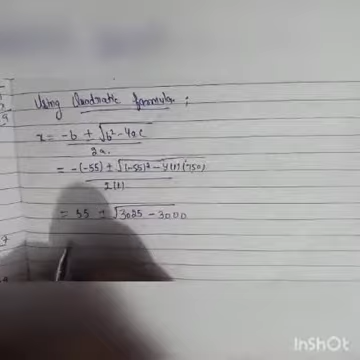 Using Quadratic formula :
x = -b ± √b² - 4ac
2a
= -(-55) ± √(-55)² - 4(1)(750)
2(1)
= 55 ± √3025 - 3000
InShOt